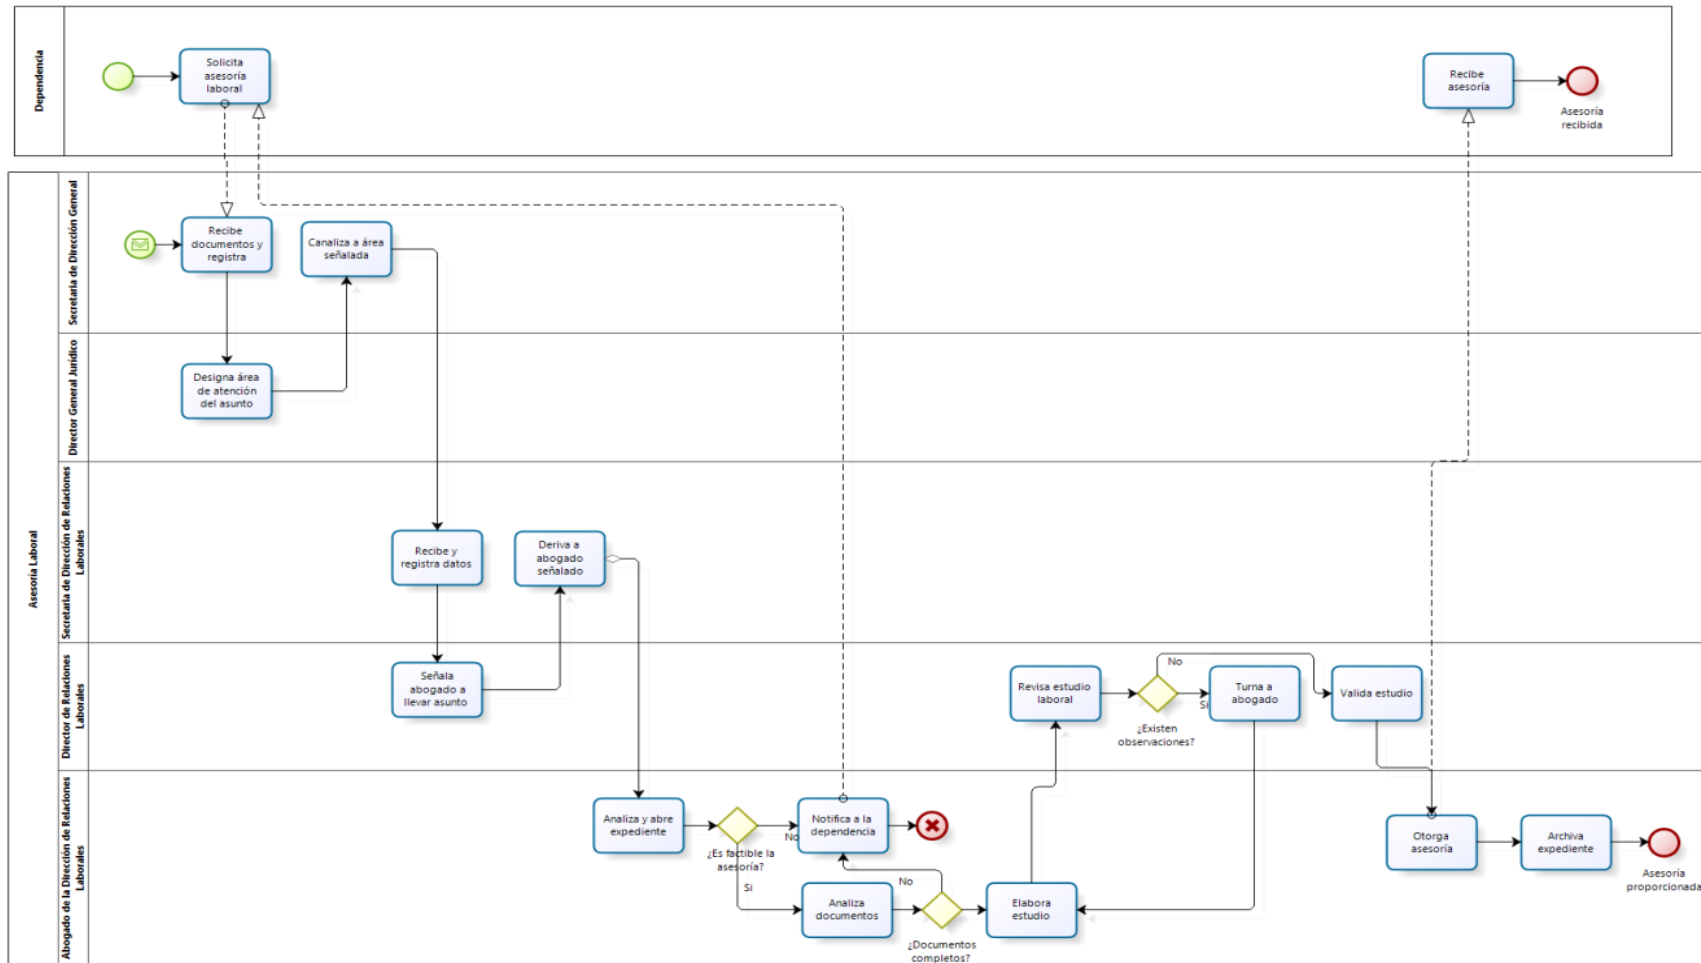 Dependencia
Solicita
asesoría
laboral
Recibe
asesoría
Asesoría
recibida
Asesoría Laboral
Secretaria de Dirección General
Recibe
documentos y
registra
Canaliza a área
señalada
Director General Jurídico
Designa área
de atención
del asunto
Secretaria de Dirección de Relaciones
Laborales
Recibe y
registra datos
Deriva a
abogado
señalado
Director de Relaciones
Laborales
Señala
abogado a
llevar asunto
Revisa estudio
laboral
¿Existen
observaciones?
No
Si
Turna a
abogado
Valida estudio
Abogado de la Dirección de Relaciones
Laborales
Analiza y abre
expediente
¿Es factible la
asesoría?
No
Si
Notifica a la
dependencia
Analiza
documentos
No
¿Documentos
completos?
Elabora
estudio
Otorga
asesoría
Archiva
expediente
Asesoría
proporcionada